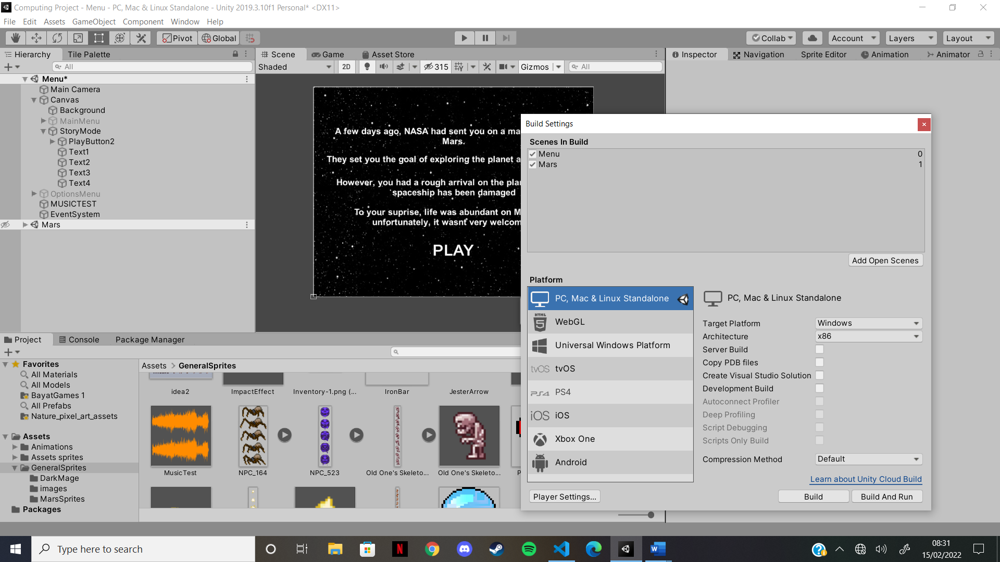 Computing Project - Menu - PC, Mac & Linux Standalone - Unity 2019.3.10f1 Personal* <DX11>
File Edit Assets GameObject Component Window Help
Pivot Global Collab Account Layers Layout
Hierarchy Tile Palette
All
Menu*
Main Camera
Canvas
Background
MainMenu
StoryMode
PlayButton2
Text1
Text2
Text3
Text4
OptionsMenu
MUSICTEST
EventSystem
Mars
Scene Game Asset Store
Shaded 2D 315 Gizmos All
A few days ago, NASA had sent you on a ma
Mars.
They set you the goal of exploring the planet a
However, you had a rough arrival on the plan
spaceship has been damaged
To your suprise, life was abundant on M
unfortunately, it wasnt very welcom
PLAY
Inspector Navigation Sprite Editor Animation Animator
Build Settings
Scenes In Build
Menu 0
Mars 1
Add Open Scenes
Platform
PC, Mac & Linux Standalone
WebGL
Universal Windows Platform
tvOS tvOS
PS4 PS4
iOS iOS
Xbox One
Android
PC, Mac & Linux Standalone
Target Platform Windows
Architecture x86
Server Build
Copy PDB files
Create Visual Studio Solution
Development Build
Autoconnect Profiler
Deep Profiling
Script Debugging
Scripts Only Build
Compression Method Default
Learn about Unity Cloud Build
Player Settings... Build Build And Run
Project Console Package Manager
Favorites
All Materials
All Models
BayatGames 1
All Prefabs
Nature_pixel_art_assets
Assets
Animations
Assets sprites
GeneralSprites
DarkMage
images
MarsSprites
Packages
Assets > GeneralSprites
idea2 ImpactEffect Inventory-1.png (... IronBar JesterArrow
MusicTest NPC_164 NPC_523 Old One's Skeleto... Old One's Skeleto... P
Type here to search
08:31
15/02/2022